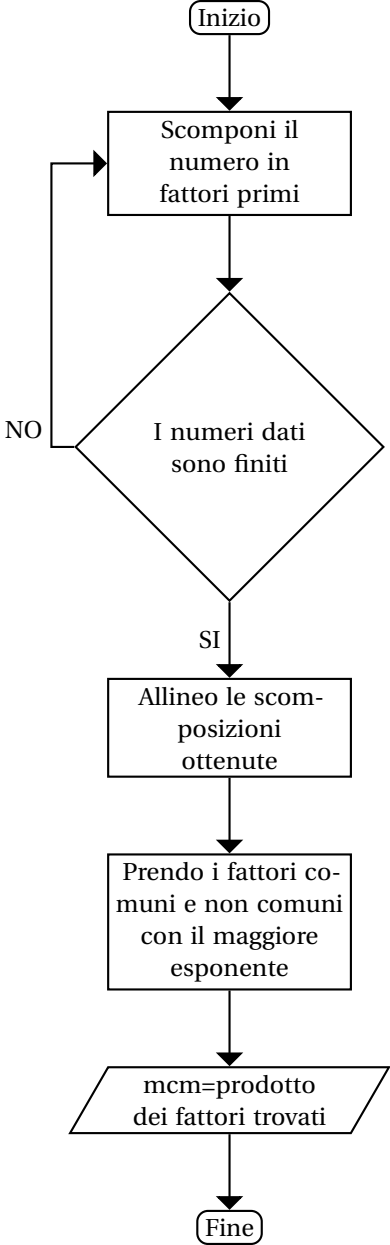 Inizio
Scomponi il
numero in
fattori primi
NO
I numeri dati
sono finiti
SI
Allineo le scom-
posizioni
ottenute
Prendo i fattori co-
muni e non comuni
con il maggiore
esponente
mcm=prodotto
dei fattori trovati
Fine